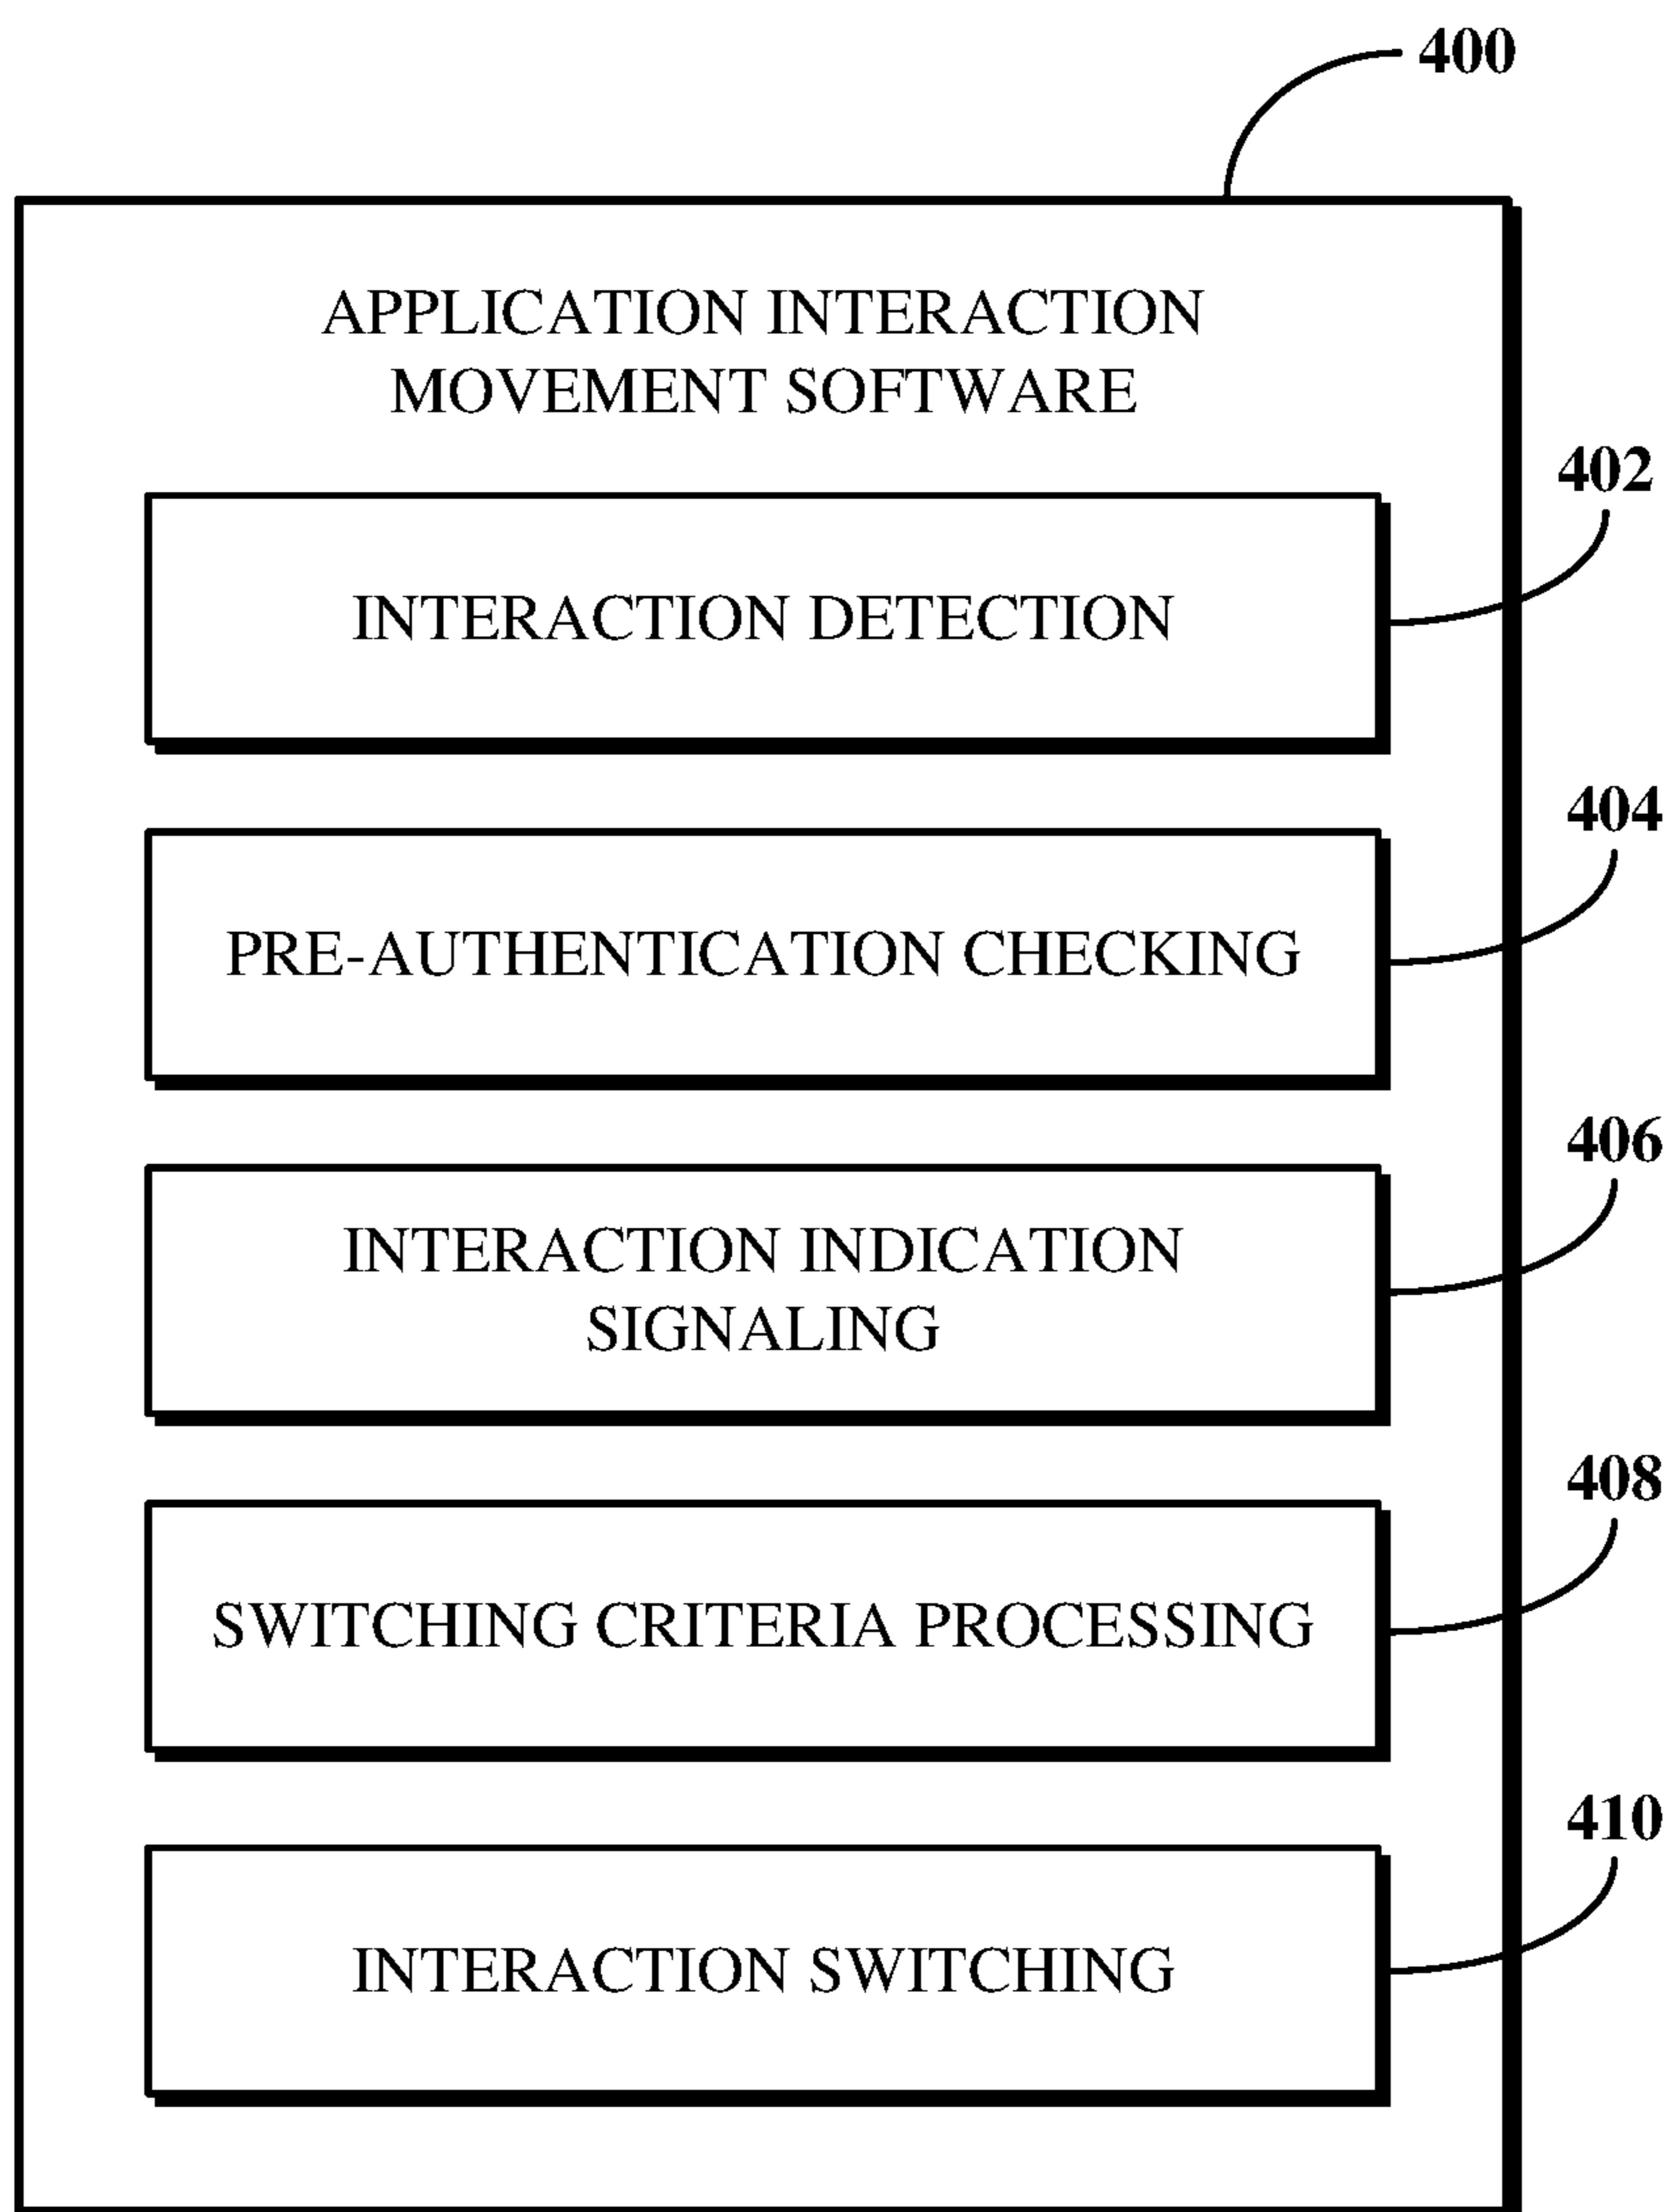 400
APPLICATION INTERACTION
MOVEMENT SOFTWARE
402
INTERACTION DETECTION
404
PRE-AUTHENTICATION CHECKING
406
INTERACTION INDICATION
SIGNALING
408
SWITCHING CRITERIA PROCESSING
410
INTERACTION SWITCHING